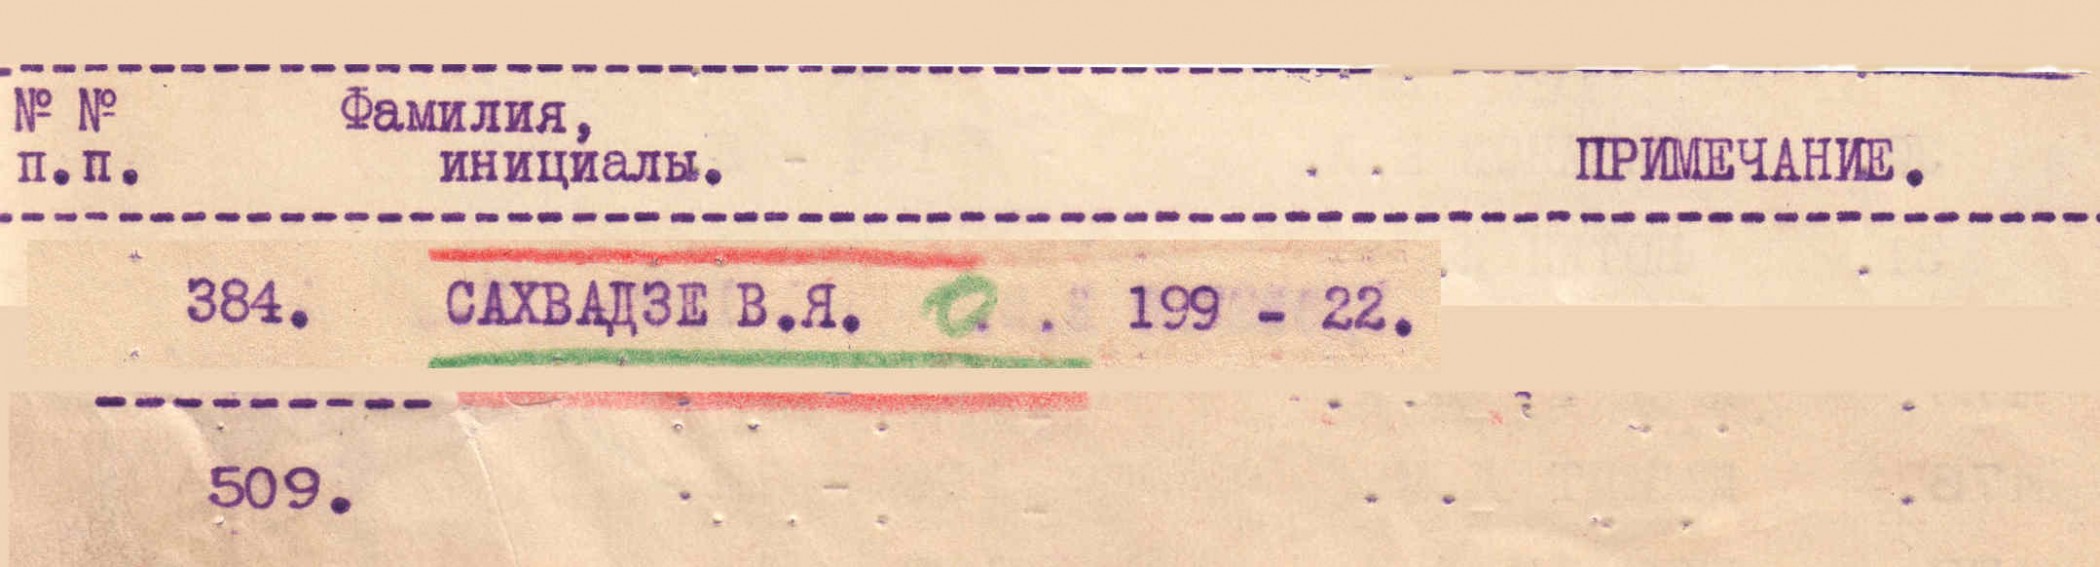 № № Фамилия,
п.п. инициалы. ПРИМЕЧАНИЕ.
384. САХВАДЗЕ В.Я. 199 - 22.
509.